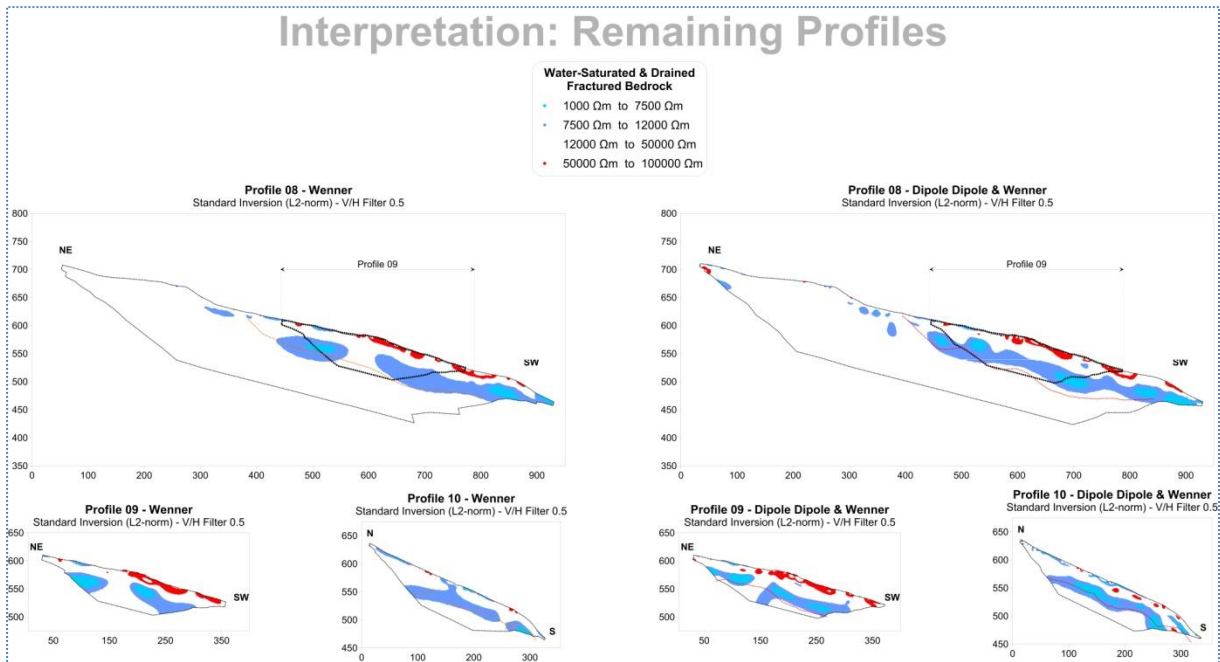 Interpretation: Remaining Profiles
Water-Saturated & Drained
Fractured Bedrock
1000 Ωm to 7500 Ωm
7500 Ωm to 12000 Ωm
12000 Ωm to 50000 Ωm
50000 Ωm to 100000 Ωm
Profile 08 - Wenner
Standard Inversion (L2-norm) - V/H Filter 0.5
800
750
700
650
600
550
500
450
400
350
NE
Profile 09
SW
0 100 200 300 400 500 600 700 800 900
Profile 08 - Dipole Dipole & Wenner
Standard Inversion (L2-norm) - V/H Filter 0.5
800
750
700
650
600
550
500
450
400
350
NE
Profile 09
SW
0 100 200 300 400 500 600 700 800 900
Profile 09 - Wenner
Standard Inversion (L2-norm) - V/H Filter 0.5
650
600
550
500
NE
SW
50 150 250 350
Profile 10 - Wenner
Standard Inversion (L2-norm) - V/H Filter 0.5
650
600
550
500
450
N
S
0 100 200 300
Profile 09 - Dipole Dipole & Wenner
Standard Inversion (L2-norm) - V/H Filter 0.5
650
600
550
500
NE
SW
50 150 250 350
Profile 10 - Dipole Dipole & Wenner
Standard Inversion (L2-norm) - V/H Filter 0.5
650
600
550
500
450
N
S
0 100 200 300